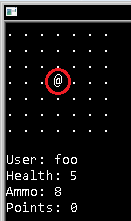 . . . . . . .
. . . . . . .
. . . . . . .
. . . @ . . .
. . . . . . .
. . . . . . .
. . . . . . .
User: foo
Health: 5
Ammo: 8
Points: 0